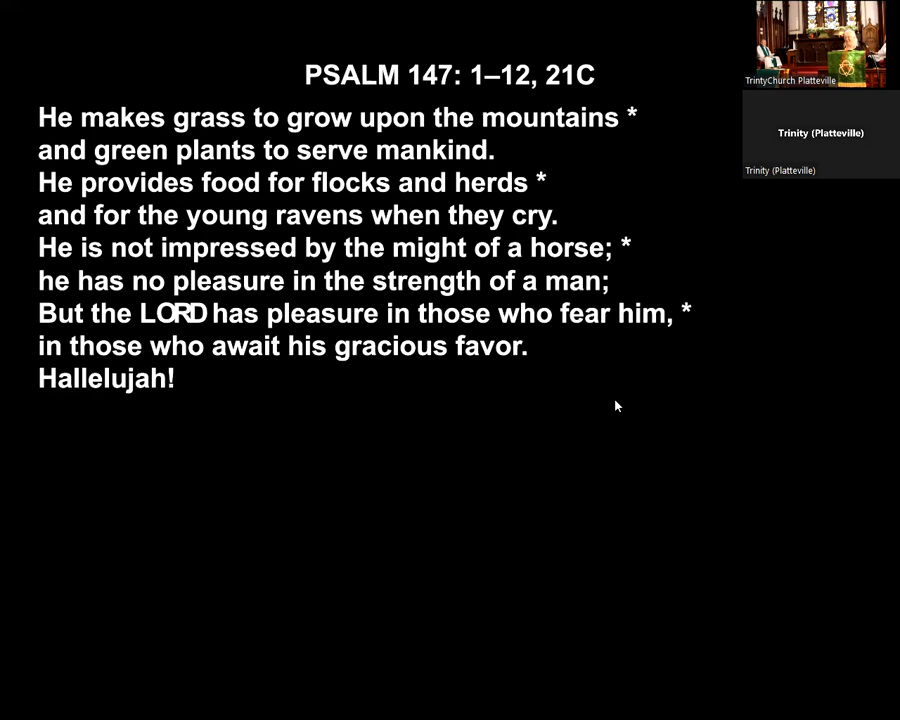 PSALM 147: 1–12, 21C
He makes grass to grow upon the mountains *
and green plants to serve mankind.
He provides food for flocks and herds *
and for the young ravens when they cry.
He is not impressed by the might of a horse; *
he has no pleasure in the strength of a man;
But the LORD has pleasure in those who fear him, *
in those who await his gracious favor.
Hallelujah!
TrintyChurch Platteville
Trinity (Platteville)
Trinity (Platteville)